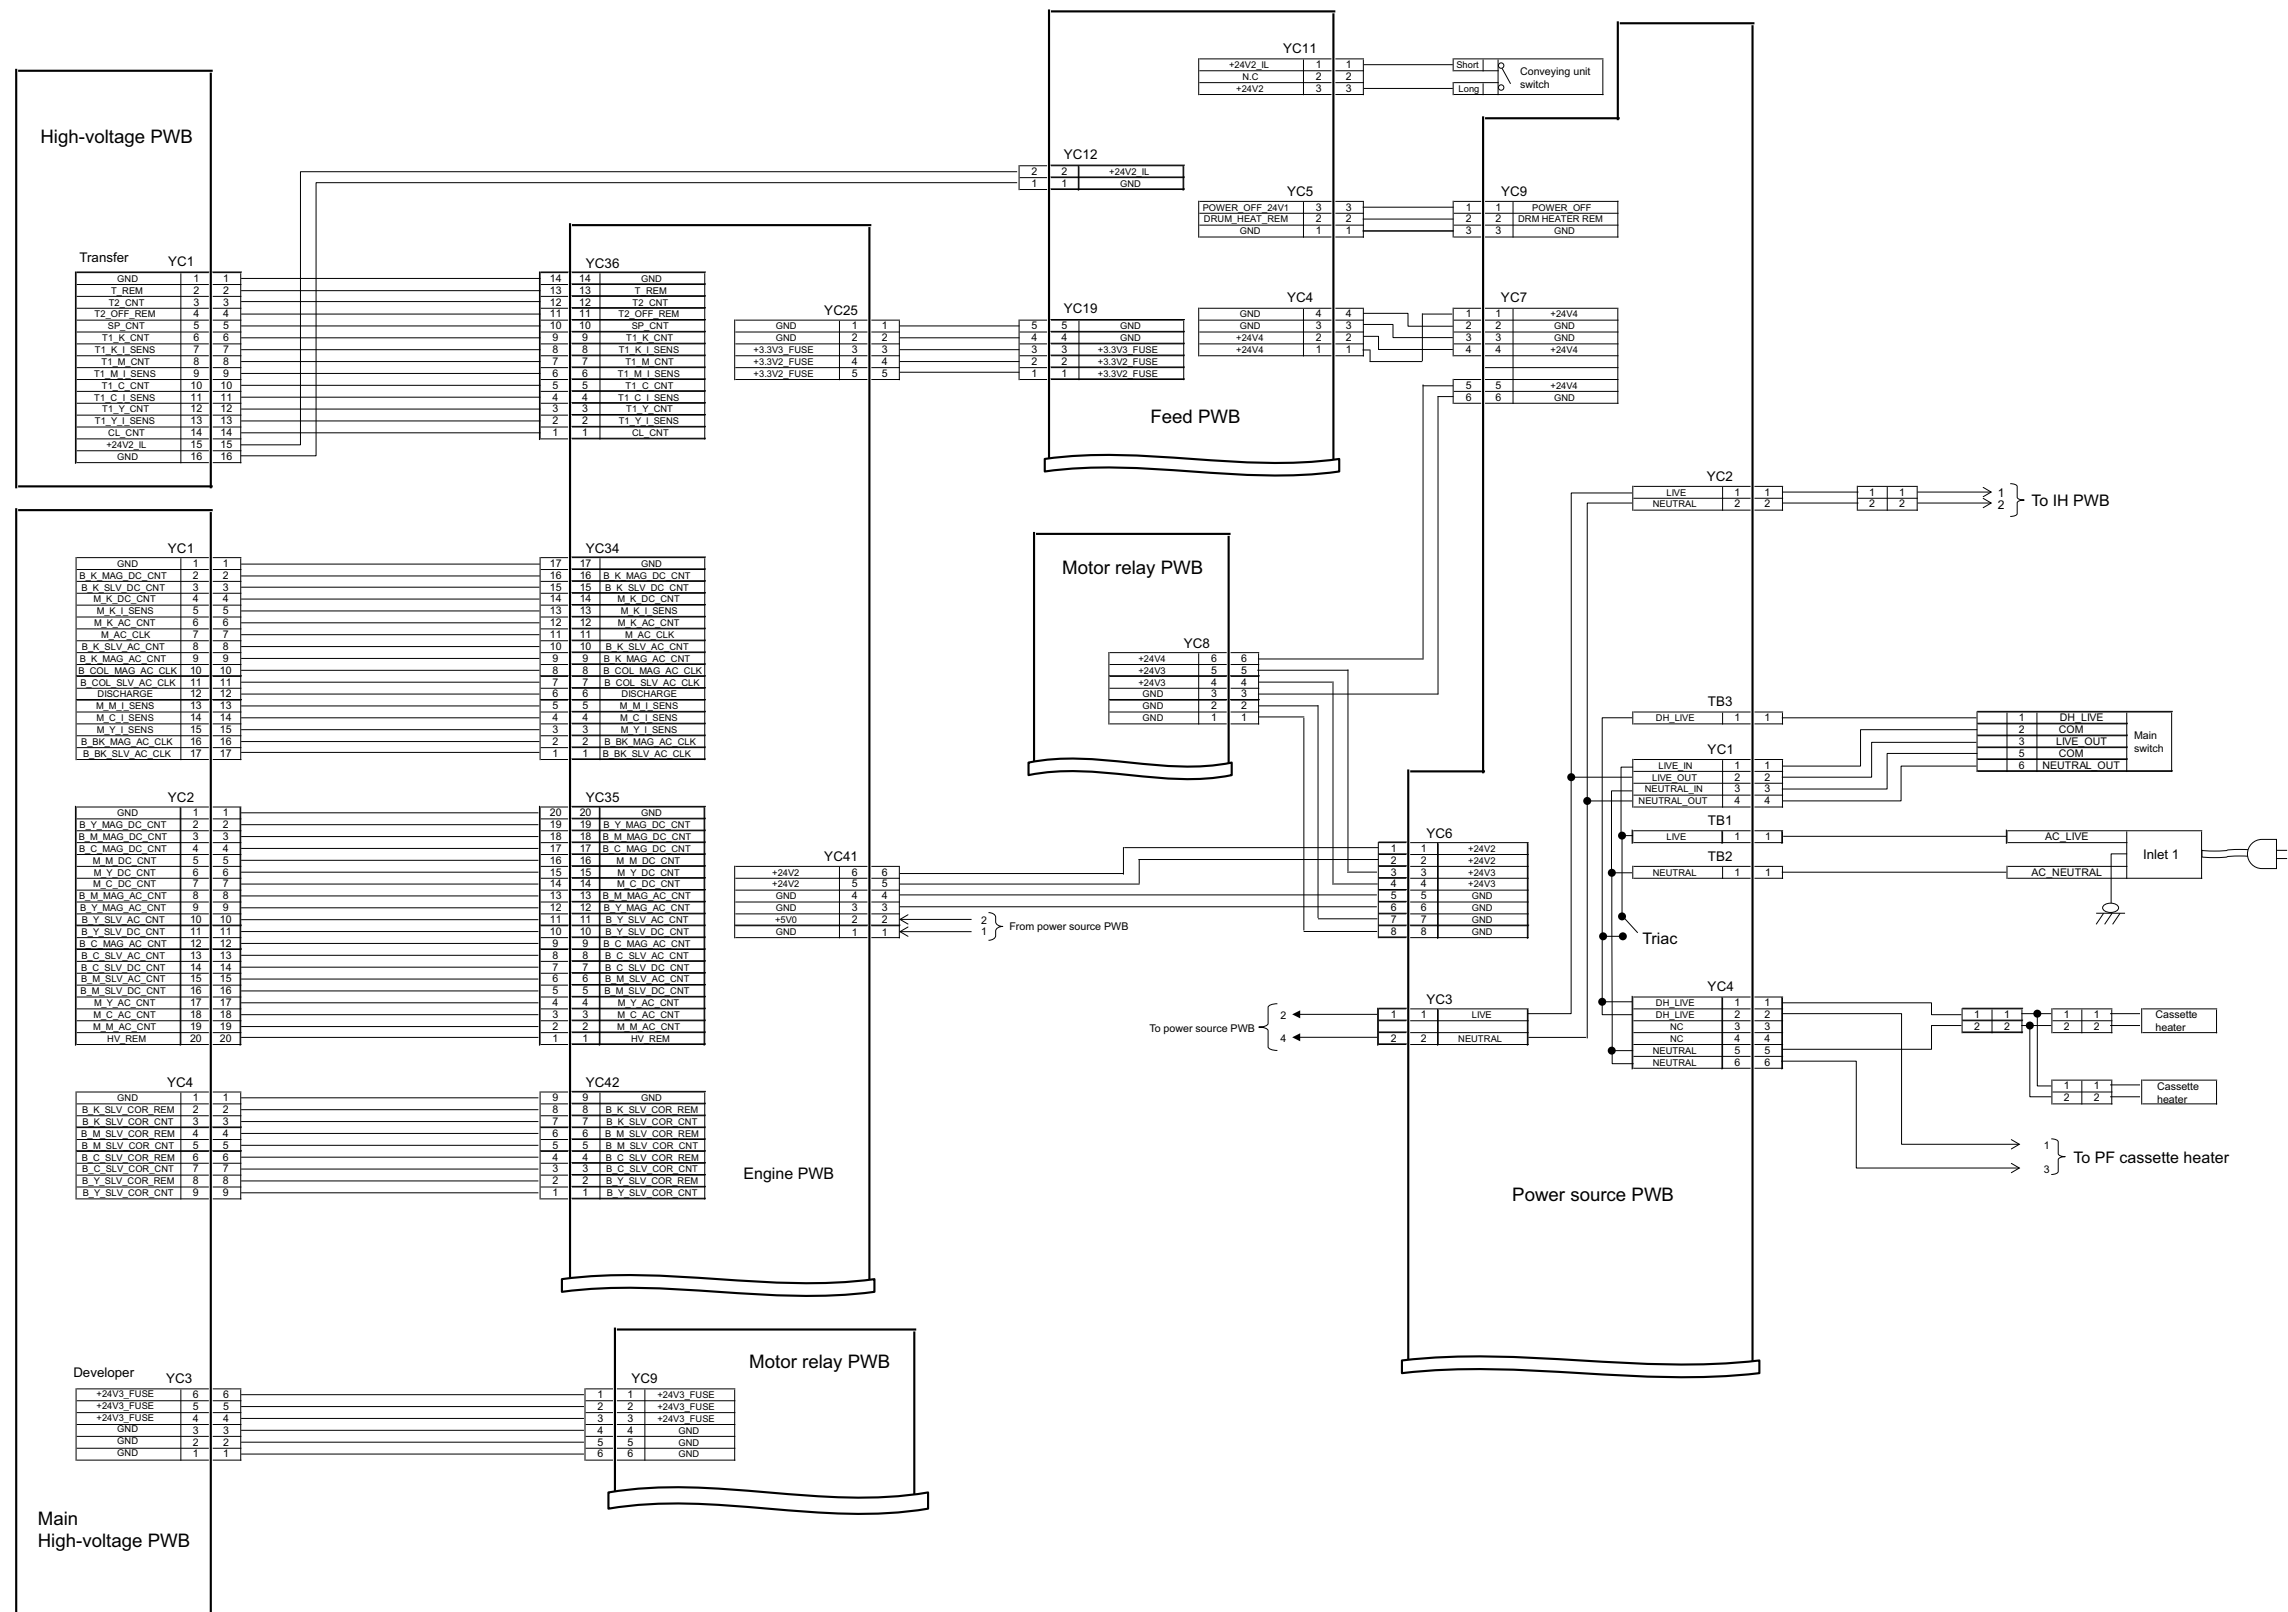 High-voltage PWB
Transfer YC1
GND 1 1
T_REM 2 2
T2_CNT 3 3
T2_OFF_REM 4 4
SP_CNT 5 5
T1_K_CNT 6 6
T1_K_I_SENS 7 7
T1_M_CNT 8 8
T1_M_I_SENS 9 9
T1_C_CNT 10 10
T1_C_I_SENS 11 11
T1_Y_CNT 12 12
T1_Y_I_SENS 13 13
CL_CNT 14 14
+24V2_IL 15 15
GND 16 16
YC1
GND 1 1
B_K_MAG_DC_CNT 2 2
B_K_SLV_DC_CNT 3 3
M_K_DC_CNT 4 4
M_K_I_SENS 5 5
M_K_AC_CNT 6 6
M_AC_CLK 7 7
B_K_SLV_AC_CNT 8 8
B_K_MAG_AC_CNT 9 9
B_COL_MAG_AC_CLK 10 10
B_COL_SLV_AC_CLK 11 11
DISCHARGE 12 12
M_M_I_SENS 13 13
M_C_I_SENS 14 14
M_Y_I_SENS 15 15
B_BK_MAG_AC_CLK 16 16
B_BK_SLV_AC_CLK 17 17
YC2
GND 1 1
B_Y_MAG_DC_CNT 2 2
B_M_MAG_DC_CNT 3 3
B_C_MAG_DC_CNT 4 4
M_M_DC_CNT 5 5
M_Y_DC_CNT 6 6
M_C_DC_CNT 7 7
B_M_MAG_AC_CNT 8 8
B_Y_MAG_AC_CNT 9 9
B_Y_SLV_AC_CNT 10 10
B_Y_SLV_DC_CNT 11 11
B_C_MAG_AC_CNT 12 12
B_C_SLV_AC_CNT 13 13
B_C_SLV_DC_CNT 14 14
B_M_SLV_AC_CNT 15 15
B_M_SLV_DC_CNT 16 16
M_Y_AC_CNT 17 17
M_C_AC_CNT 18 18
M_M_AC_CNT 19 19
HV_REM 20 20
YC4
GND 1 1
B_K_SLV_COR_REM 2 2
B_K_SLV_COR_CNT 3 3
B_M_SLV_COR_REM 4 4
B_M_SLV_COR_CNT 5 5
B_C_SLV_COR_REM 6 6
B_C_SLV_COR_CNT 7 7
B_Y_SLV_COR_REM 8 8
B_Y_SLV_COR_CNT 9 9
Developer YC3
+24V3_FUSE 6 6
+24V3_FUSE 5 5
+24V3_FUSE 4 4
GND 3 3
GND 2 2
GND 1 1
Main
High-voltage PWB
YC36
14 14 GND
13 13 T_REM
12 12 T2_CNT
11 11 T2_OFF_REM
10 10 SP_CNT
9 9 T1_K_CNT
8 8 T1_K_I_SENS
7 7 T1_M_CNT
6 6 T1_M_I_SENS
5 5 T1_C_CNT
4 4 T1_C_I_SENS
3 3 T1_Y_CNT
2 2 T1_Y_I_SENS
1 1 CL_CNT
YC34
17 17 GND
16 16 B_K_MAG_DC_CNT
15 15 B_K_SLV_DC_CNT
14 14 M_K_DC_CNT
13 13 M_K_I_SENS
12 12 M_K_AC_CNT
11 11 M_AC_CLK
10 10 B_K_SLV_AC_CNT
9 9 B_K_MAG_AC_CNT
8 8 B_COL_MAG_AC_CLK
7 7 B_COL_SLV_AC_CLK
6 6 DISCHARGE
5 5 M_M_I_SENS
4 4 M_C_I_SENS
3 3 M_Y_I_SENS
2 2 B_BK_MAG_AC_CLK
1 1 B_BK_SLV_AC_CLK
YC35
20 20 GND
19 19 B_Y_MAG_DC_CNT
18 18 B_M_MAG_DC_CNT
17 17 B_C_MAG_DC_CNT
16 16 M_M_DC_CNT
15 15 M_Y_DC_CNT
14 14 M_C_DC_CNT
13 13 B_M_MAG_AC_CNT
12 12 B_Y_MAG_AC_CNT
11 11 B_Y_SLV_AC_CNT
10 10 B_Y_SLV_DC_CNT
9 9 B_C_MAG_AC_CNT
8 8 B_C_SLV_AC_CNT
7 7 B_C_SLV_DC_CNT
6 6 B_M_SLV_AC_CNT
5 5 B_M_SLV_DC_CNT
4 4 M_Y_AC_CNT
3 3 M_C_AC_CNT
2 2 M_M_AC_CNT
1 1 HV_REM
YC42
9 9 GND
8 8 B_K_SLV_COR_REM
7 7 B_K_SLV_COR_CNT
6 6 B_M_SLV_COR_REM
5 5 B_M_SLV_COR_CNT
4 4 B_C_SLV_COR_REM
3 3 B_C_SLV_COR_CNT
2 2 B_Y_SLV_COR_REM
1 1 B_Y_SLV_COR_CNT
YC25
GND 1 1
GND 2 2
+3.3V3_FUSE 3 3
+3.3V2_FUSE 4 4
+3.3V2_FUSE 5 5
YC41
+24V2 6 6
+24V2 5 5
GND 4 4
GND 3 3
+5V0 2 2
GND 1 1
2
1
From power source PWB
Engine PWB
Motor relay PWB
YC9
1 1 +24V3_FUSE
2 2 +24V3_FUSE
3 3 +24V3_FUSE
4 4 GND
5 5 GND
6 6 GND
YC11
+24V2_IL 1 1
N.C 2 2
+24V2 3 3
Short
Long
Conveying unit
switch
YC12
2 2 +24V2_IL
1 1 GND
YC5
POWER_OFF_24V1 3 3
DRUM_HEAT_REM 2 2
GND 1 1
YC19
5 5 GND
4 4 GND
3 3 +3.3V3_FUSE
2 2 +3.3V2_FUSE
1 1 +3.3V2_FUSE
YC4
GND 4 4
GND 3 3
+24V4 2 2
+24V4 1 1
Feed PWB
Motor relay PWB
YC8
+24V4 6 6
+24V3 5 5
+24V3 4 4
GND 3 3
GND 2 2
GND 1 1
YC9
1 1 POWER_OFF
2 2 DRM HEATER REM
3 3 GND
YC7
1 1 +24V4
2 2 GND
3 3 GND
4 4 +24V4
5 5 +24V4
6 6 GND
YC6
1 1 +24V2
2 2 +24V2
3 3 +24V3
4 4 +24V3
5 5 GND
6 6 GND
7 7 GND
8 8 GND
YC3
To power source PWB
2 1 1 LIVE
4 2 2 NEUTRAL
YC2
LIVE 1 1 1 1 1
NEUTRAL 2 2 2 2 2
To IH PWB
TB3
DH_LIVE 1 1
YC1
LIVE_IN 1 1
LIVE_OUT 2 2
NEUTRAL_IN 3 3
NEUTRAL_OUT 4 4
1 DH_LIVE
2 COM
3 LIVE_OUT
5 COM
6 NEUTRAL_OUT
Main
switch
TB1
LIVE 1 1
TB2
NEUTRAL 1 1
AC_LIVE
AC_NEUTRAL
Inlet 1
Triac
YC4
DH_LIVE 1 1
DH_LIVE 2 2
NC 3 3
NC 4 4
NEUTRAL 5 5
NEUTRAL 6 6
1 1 1 1
2 2 2 2
Cassette
heater
1 1
2 2
Cassette
heater
1
3
To PF cassette heater
Power source PWB